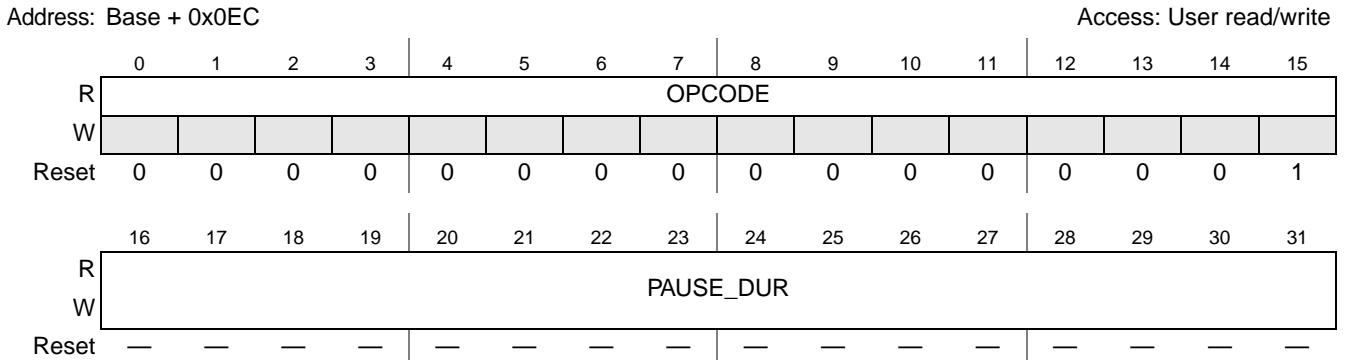 Address: Base + 0x0EC Access: User read/write
0 1 2 3 4 5 6 7 8 9 10 11 12 13 14 15
R OPCODE
W
Reset 0 0 0 0 0 0 0 0 0 0 0 0 0 0 0 1
16 17 18 19 20 21 22 23 24 25 26 27 28 29 30 31
R
PAUSE_DUR
W
Reset — — — — — — — — — — — — — — — —